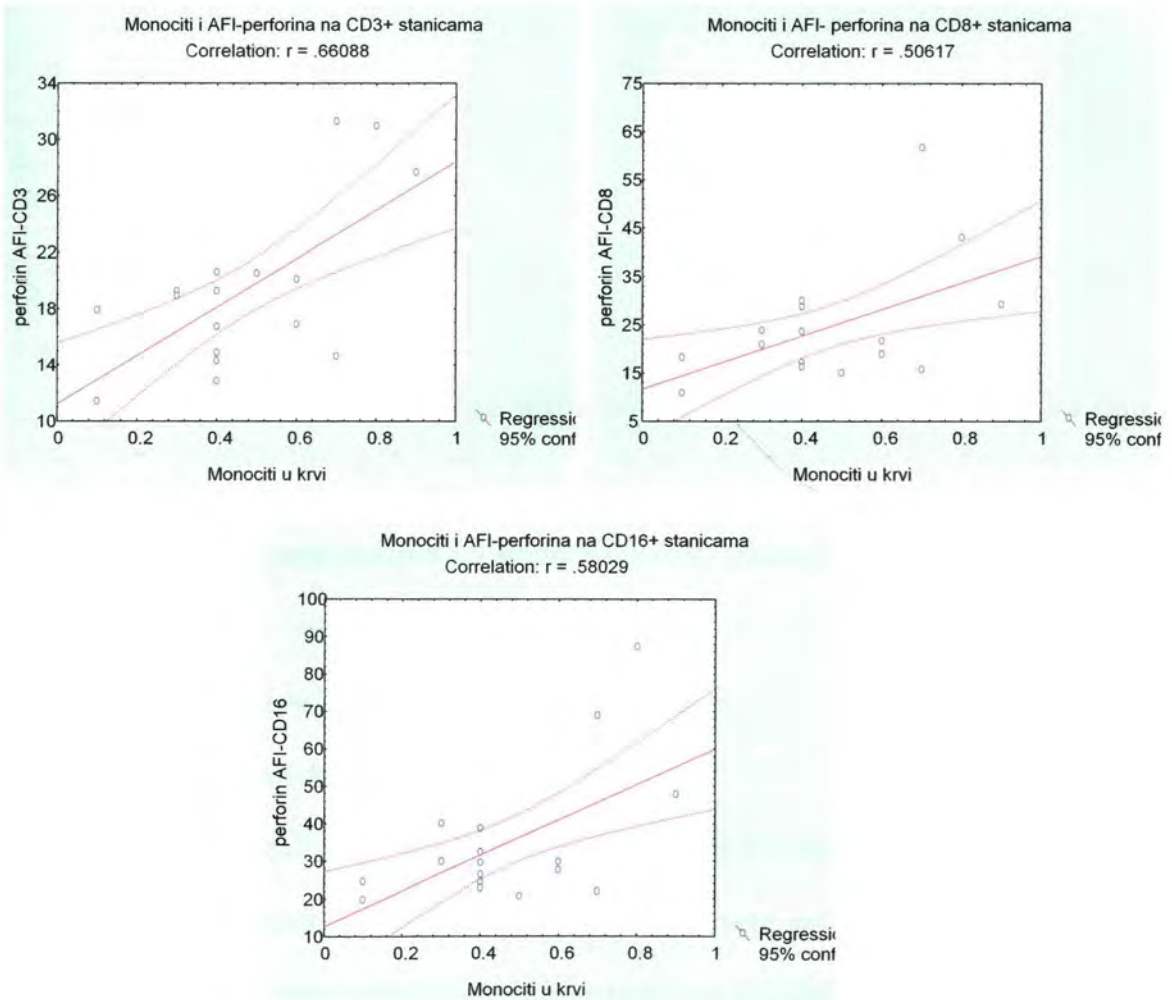 Monociti i AFI-perforina na CD3+ stanicama
Correlation: r = .66088
34
30
26
22
18
14
10
perforin AFI-CD3
0 0.2 0.4 0.6 0.8 1
Monociti u krvi
Regressic
95% conf
Monociti i AFI- perforina na CD8+ stanicama
Correlation: r = .50617
75
65
55
45
35
25
15
5
perforin AFI-CD8
0 0.2 0.4 0.6 0.8 1
Monociti u krvi
Regressic
95% conf
Monociti i AFI-perforina na CD16+ stanicama
Correlation: r = .58029
100
90
80
70
60
50
40
30
20
10
perforin AFI-CD16
0 0.2 0.4 0.6 0.8 1
Monociti u krvi
Regressic
95% conf